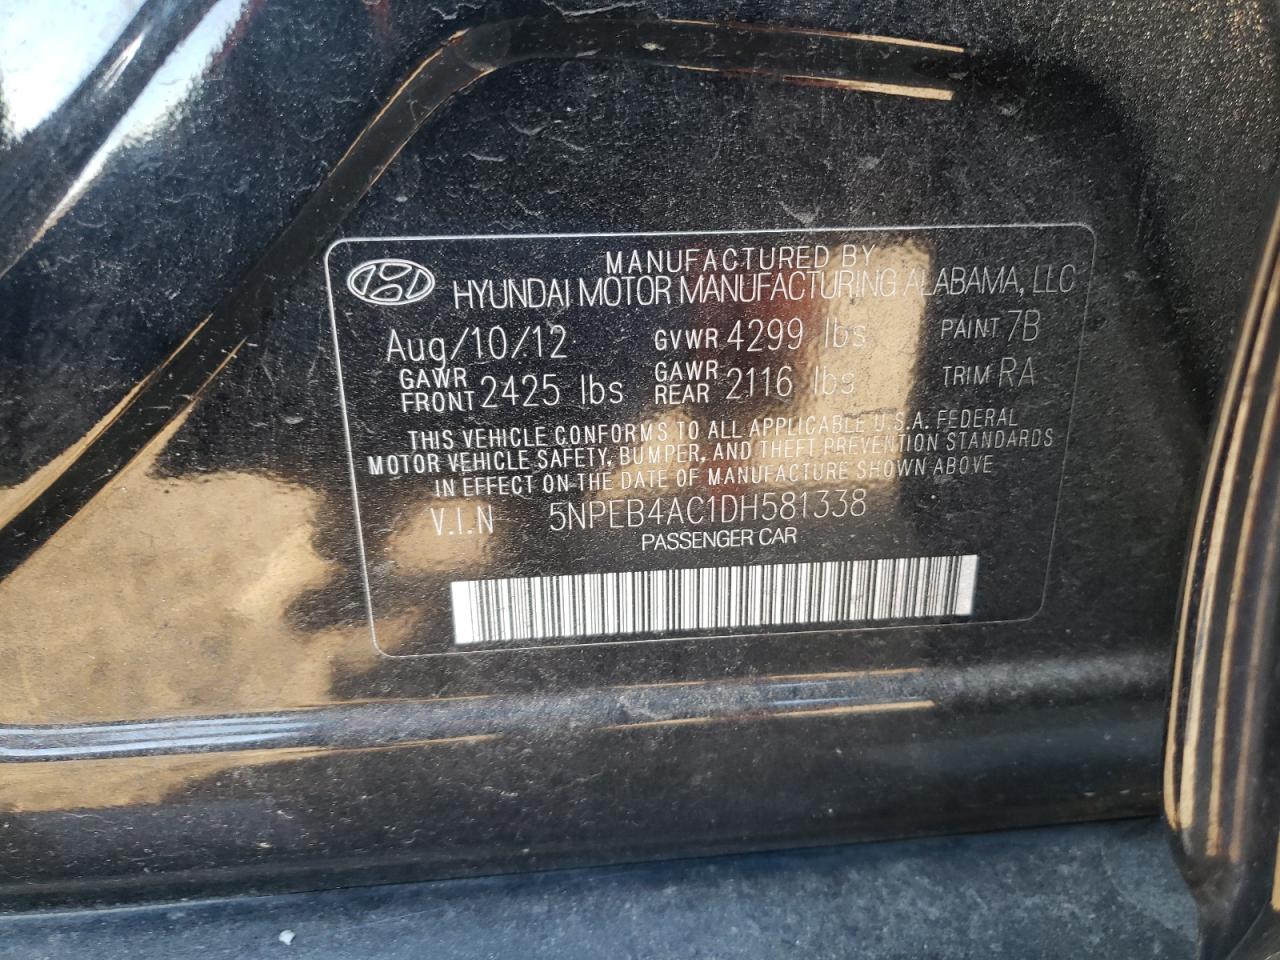 MANUFACTURED BY
HYUNDAI MOTOR MANUFACTURING ALABAMA, LLC
Aug/10/12 GVWR 4299 lbs PAINT 7B
GAWR FRONT 2425 lbs GAWR REAR 2116 lbs TRIM RA
THIS VEHICLE CONFORMS TO ALL APPLICABLE U.S.A. FEDERAL
MOTOR VEHICLE SAFETY, BUMPER, AND THEFT PREVENTION STANDARDS
IN EFFECT ON THE DATE OF MANUFACTURE SHOWN ABOVE
V.I.N 5NPEB4AC1DH581338
PASSENGER CAR